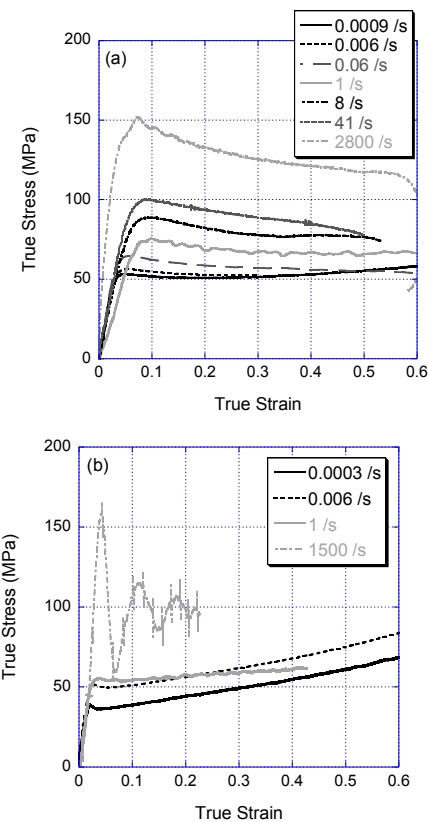 0.0009 /s
0.006 /s
0.06 /s
1 /s
8 /s
41 /s
2800 /s
(a)
200
150
100
50
0
True Stress (MPa)
0 0.1 0.2 0.3 0.4 0.5 0.6
True Strain
(b)
0.0003 /s
0.006 /s
1 /s
1500 /s
200
150
100
50
0
True Stress (MPa)
0 0.1 0.2 0.3 0.4 0.5 0.6
True Strain